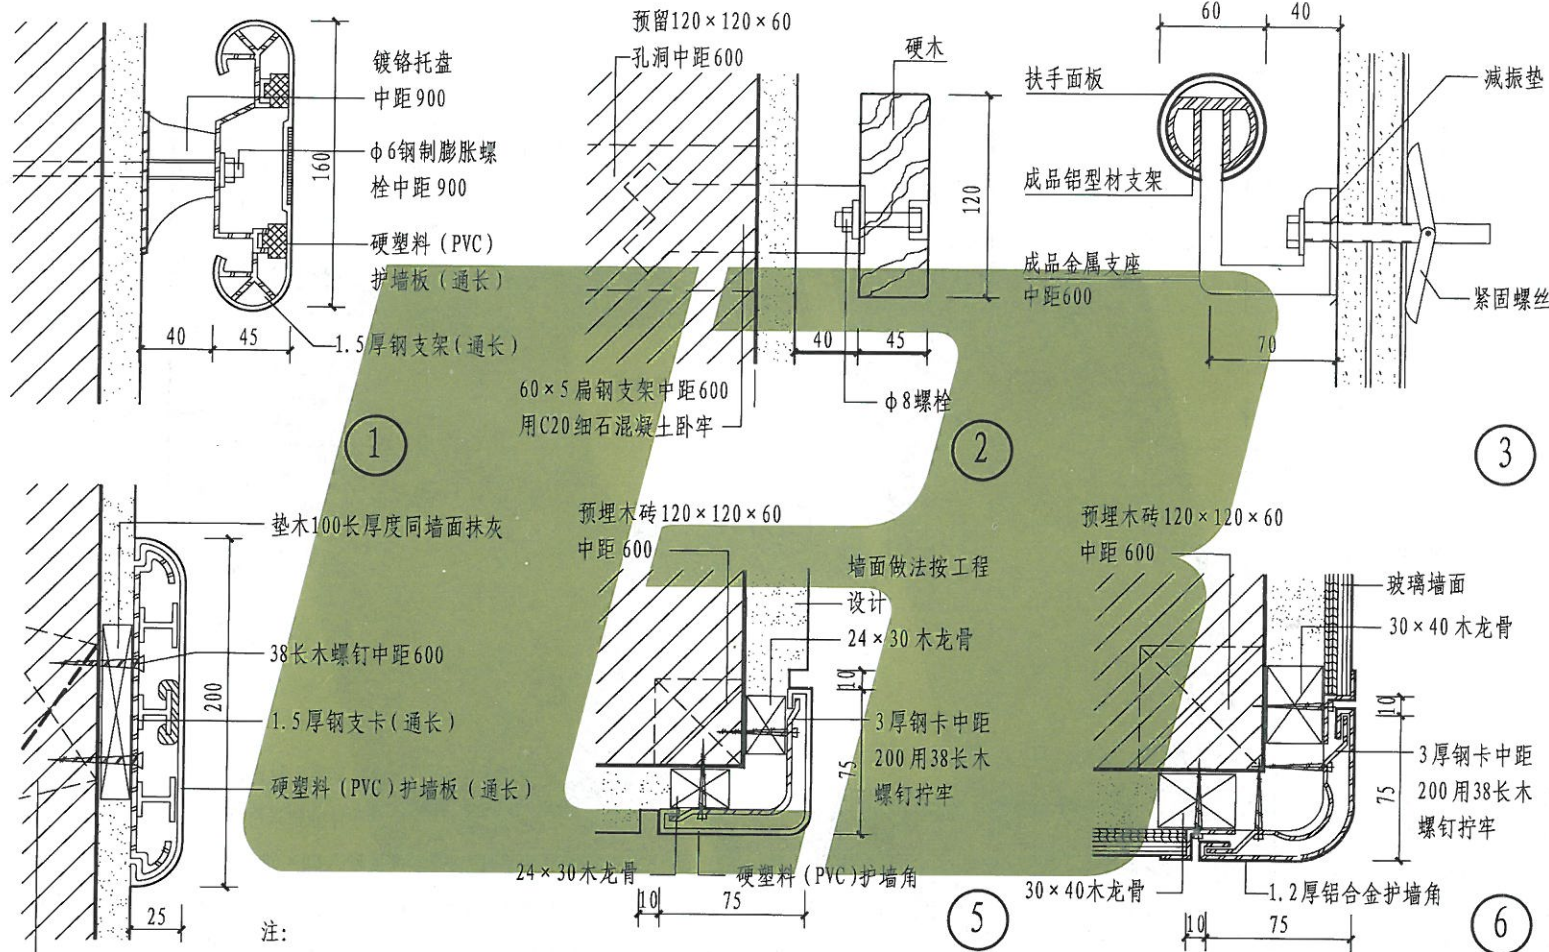 镀铬托盘
中距900
φ6钢制膨胀螺
栓中距900
硬塑料(PVC)
护墙板(通长)
1.5厚钢支架(通长)
160
40
45
1
预留120×120×60
孔洞中距600
硬木
120
40
45
60×5扁钢支架中距600
用C20细石混凝土卧牢
φ8螺栓
2
60
40
扶手面板
减振垫
成品铝型材支架
成品金属支座
中距600
紧固螺丝
70
3
垫木100长厚度同墙面抹灰
38长木螺钉中距600
200
1.5厚钢支卡(通长)
硬塑料(PVC)护墙板(通长)
25
注:
预埋木砖120×120×60
中距600
墙面做法按工程
设计
24×30木龙骨
10
3厚钢卡中距
200用38长木
螺钉拧牢
75
24×30木龙骨
硬塑料(PVC)护墙角
10
75
5
预埋木砖120×120×60
中距600
玻璃墙面
30×40木龙骨
10
3厚钢卡中距
200用38长木
螺钉拧牢
75
30×40木龙骨
1.2厚铝合金护墙角
10
75
6